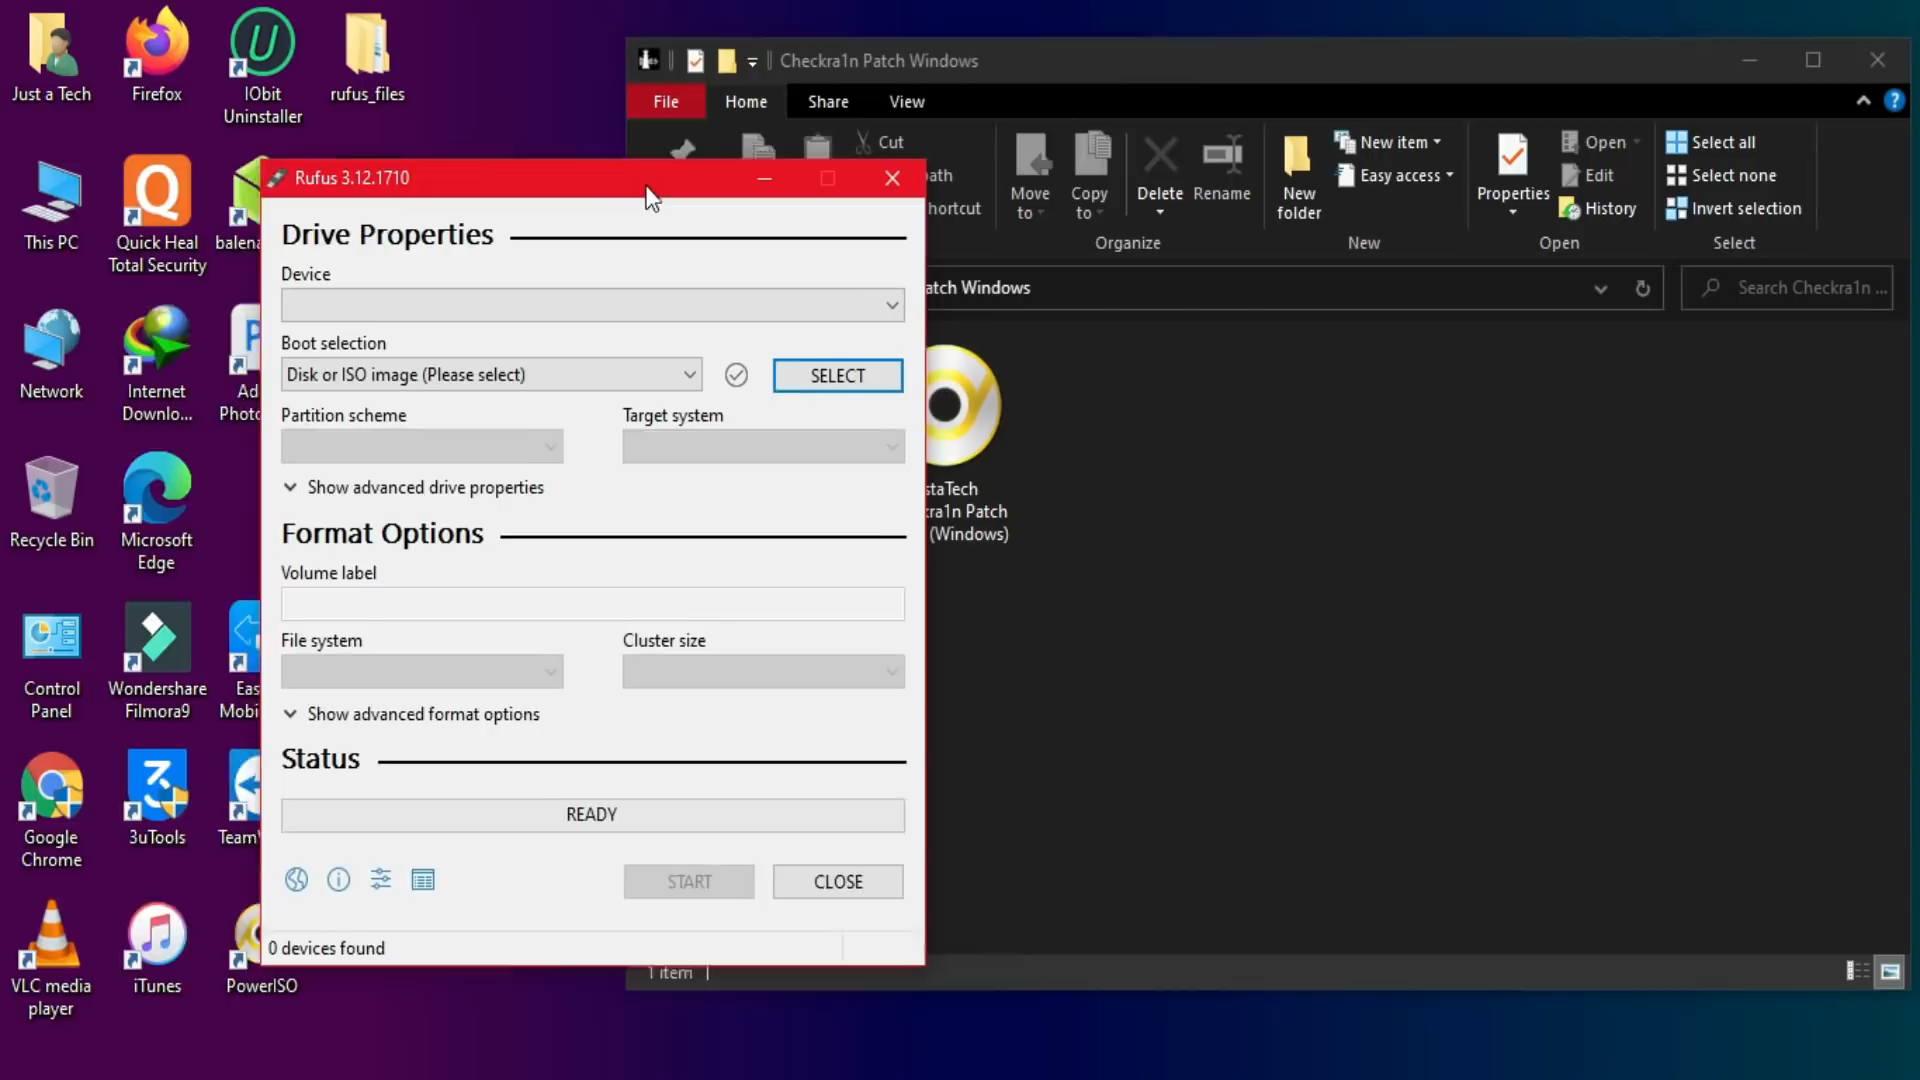 Just a Tech
Firefox
IObit
Uninstaller
rufus_files
This PC
Quick Heal
Total Security
balena
Network
Internet
Downlo...
Ad
Photo
Recycle Bin
Microsoft
Edge
Control
Panel
Wondershare
Filmora9
Eas
Mobi
Google
Chrome
3uTools
Team
VLC media
player
iTunes
PowerISO
Checkra1n Patch Windows
File
Home
Share
View
Cut
ath
hortcut
Move
to
Copy
to
Delete
Rename
Organize
New
folder
New item
Easy access
New
Properties
Open
Edit
History
Open
Select all
Select none
Invert selection
Select
atch Windows
Search Checkra1n ...
staTech
kra1n Patch
(Windows)
1 item
Rufus 3.12.1710
Drive Properties
Device
Boot selection
Disk or ISO image (Please select)
SELECT
Partition scheme
Target system
Show advanced drive properties
Format Options
Volume label
File system
Cluster size
Show advanced format options
Status
READY
START
CLOSE
0 devices found